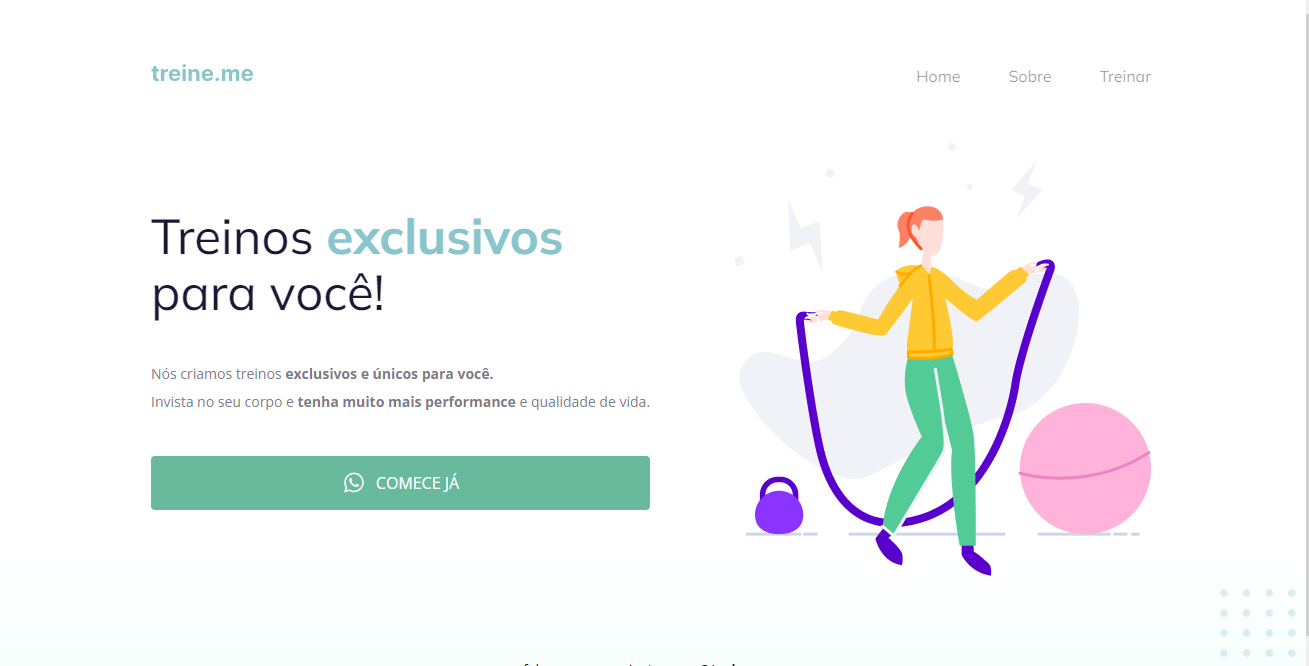 treine.me
Home Sobre Treinar
Treinos exclusivos
para você!
Nós criamos treinos exclusivos e únicos para você.
Invista no seu corpo e tenha muito mais performance e qualidade de vida.
COMECE JÁ